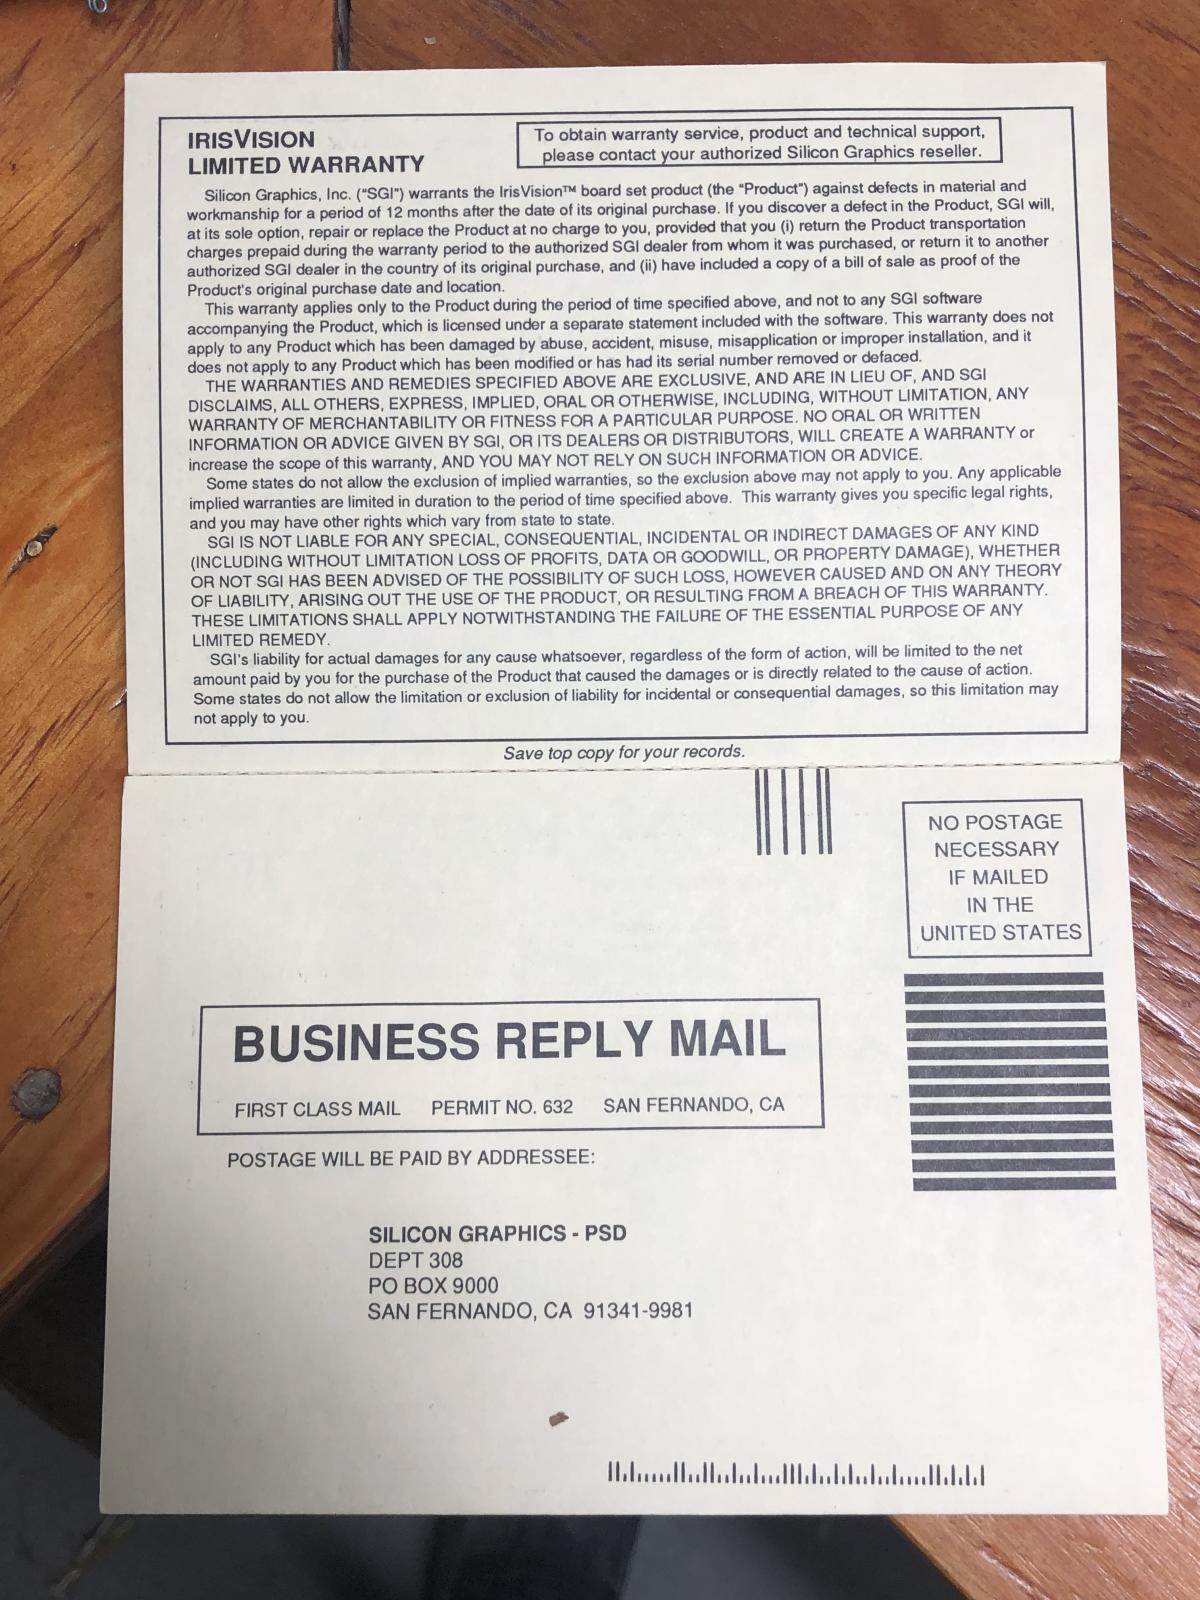 IRISVISION
LIMITED WARRANTY
To obtain warranty service, product and technical support,
please contact your authorized Silicon Graphics reseller.
Silicon Graphics, Inc. ("SGI") warrants the IrisVision™ board set product (the "Product") against defects in material and
workmanship for a period of 12 months after the date of its original purchase. If you discover a defect in the Product, SGI will,
at its sole option, repair or replace the Product at no charge to you, provided that you (i) return the Product transportation
charges prepaid during the warranty period to the authorized SGI dealer from whom it was purchased, or return it to another
authorized SGI dealer in the country of its original purchase, and (ii) have included a copy of a bill of sale as proof of the
Product's original purchase date and location.
This warranty applies only to the Product during the period of time specified above, and not to any SGI software
accompanying the Product, which is licensed under a separate statement included with the software. This warranty does not
apply to any Product which has been damaged by abuse, accident, misuse, misapplication or improper installation, and it
does not apply to any Product which has been modified or has had its serial number removed or defaced.
THE WARRANTIES AND REMEDIES SPECIFIED ABOVE ARE EXCLUSIVE, AND ARE IN LIEU OF, AND SGI
DISCLAIMS, ALL OTHERS, EXPRESS, IMPLIED, ORAL OR OTHERWISE, INCLUDING, WITHOUT LIMITATION, ANY
WARRANTY OF MERCHANTABILITY OR FITNESS FOR A PARTICULAR PURPOSE. NO ORAL OR WRITTEN
INFORMATION OR ADVICE GIVEN BY SGI, OR ITS DEALERS OR DISTRIBUTORS, WILL CREATE A WARRANTY or
increase the scope of this warranty, AND YOU MAY NOT RELY ON SUCH INFORMATION OR ADVICE.
Some states do not allow the exclusion of implied warranties, so the exclusion above may not apply to you. Any applicable
implied warranties are limited in duration to the period of time specified above. This warranty gives you specific legal rights,
and you may have other rights which vary from state to state.
SGI IS NOT LIABLE FOR ANY SPECIAL, CONSEQUENTIAL, INCIDENTAL OR INDIRECT DAMAGES OF ANY KIND
(INCLUDING WITHOUT LIMITATION LOSS OF PROFITS, DATA OR GOODWILL, OR PROPERTY DAMAGE), WHETHER
OR NOT SGI HAS BEEN ADVISED OF THE POSSIBILITY OF SUCH LOSS, HOWEVER CAUSED AND ON ANY THEORY
OF LIABILITY, ARISING OUT THE USE OF THE PRODUCT, OR RESULTING FROM A BREACH OF THIS WARRANTY.
THESE LIMITATIONS SHALL APPLY NOTWITHSTANDING THE FAILURE OF THE ESSENTIAL PURPOSE OF ANY
LIMITED REMEDY.
SGI's liability for actual damages for any cause whatsoever, regardless of the form of action, will be limited to the net
amount paid by you for the purchase of the Product that caused the damages or is directly related to the cause of action.
Some states do not allow the limitation or exclusion of liability for incidental or consequential damages, so this limitation may
not apply to you.
Save top copy for your records.
NO POSTAGE
NECESSARY
IF MAILED
IN THE
UNITED STATES
BUSINESS REPLY MAIL
FIRST CLASS MAIL PERMIT NO. 632 SAN FERNANDO, CA
POSTAGE WILL BE PAID BY ADDRESSEE:
SILICON GRAPHICS - PSD
DEPT 308
PO BOX 9000
SAN FERNANDO, CA 91341-9981